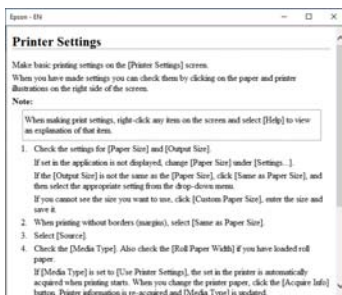 Epson - EN
Printer Settings
Make basic printing settings on the [Printer Settings] screen.
When you have made settings you can check them by clicking on the paper and printer
illustrations on the right side of the screen.
Note:
When making print settings, right-click any item on the screen and select [Help] to view
an explanation of that item.
1. Check the settings for [Paper Size] and [Output Size].
If set in the application is not displayed, change [Paper Size] under [Settings...].
If the [Output Size] is not the same as the [Paper Size], click [Same as Paper Size], and
then select the appropriate setting from the drop-down menu.
If you cannot see the size you want to use, click [Custom Paper Size], enter the size and
save it.
2. When printing without borders (margins), select [Same as Paper Size].
3. Select [Source].
4. Check the [Media Type]. Also check the [Roll Paper Width] if you have loaded roll
paper.
If [Media Type] is set to [Use Printer Settings], the set in the printer is automatically
acquired when printing starts. When you change the printer paper, click the [Acquire Info]
button. Printer information is re-acquired and [Media Type] is updated.